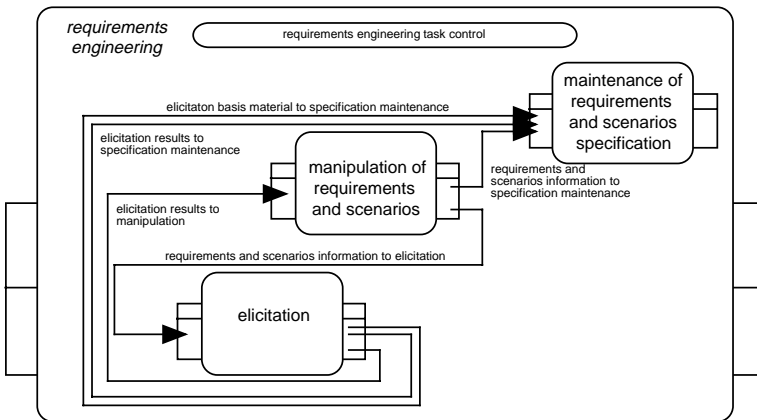 requirements
engineering
requirements engineering task control
maintenance of
requirements
and scenarios
specification
elicitaton basis material to specification maintenance
elicitation results to
specification maintenance
manipulation of
requirements
and scenarios
requirements and
scenarios information to
specification maintenance
elicitation results to
manipulation
requirements and scenarios information to elicitation
elicitation